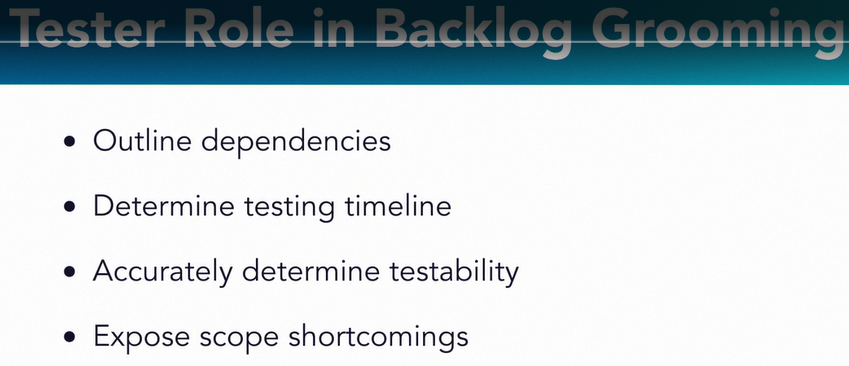 Tester Role in Backlog Grooming
• Outline dependencies
• Determine testing timeline
• Accurately determine testability
• Expose scope shortcomings